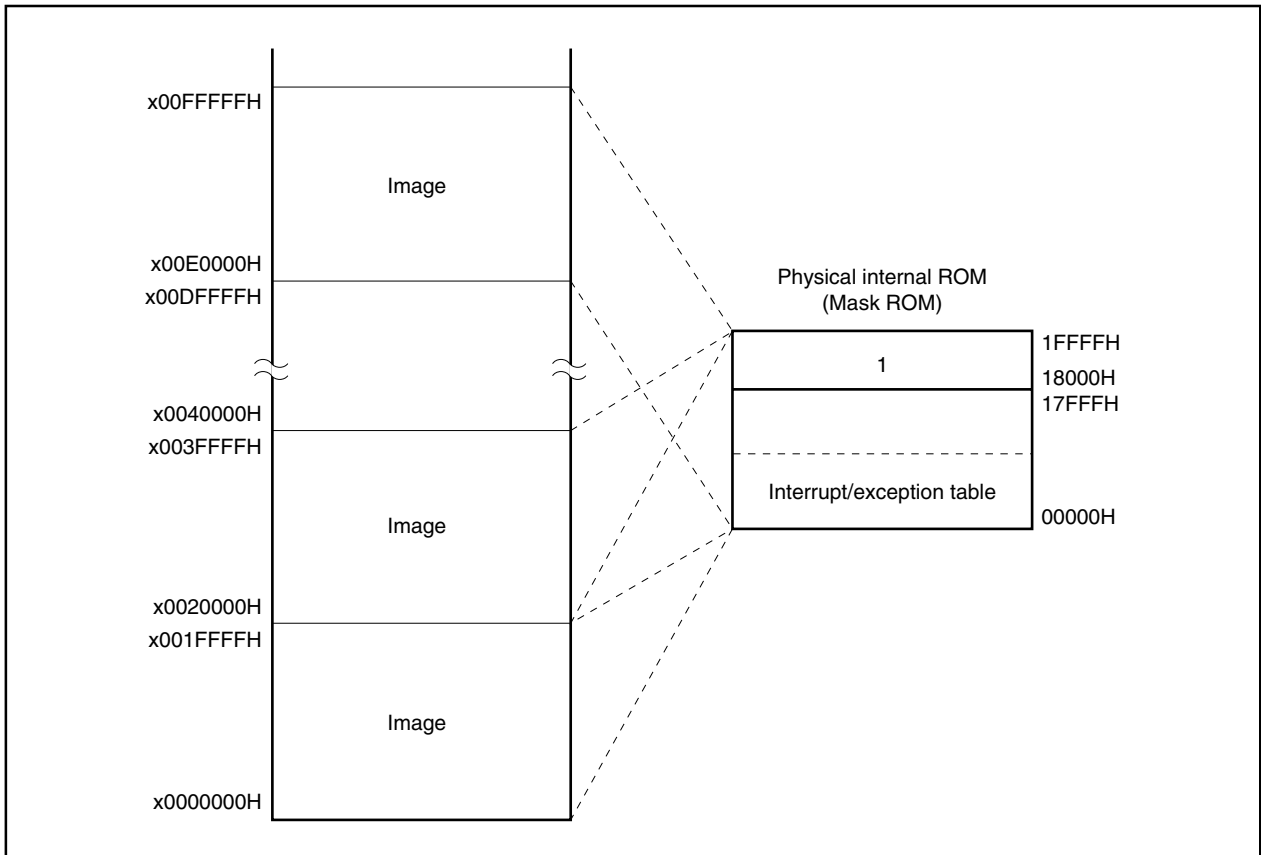 x00FFFFFH
Image
x00E0000H
x00DFFFFH
x0040000H
x003FFFFH
Image
x0020000H
x001FFFFH
Image
x0000000H
Physical internal ROM
(Mask ROM)
1FFFFH
1
18000H
17FFFH
Interrupt/exception table
00000H